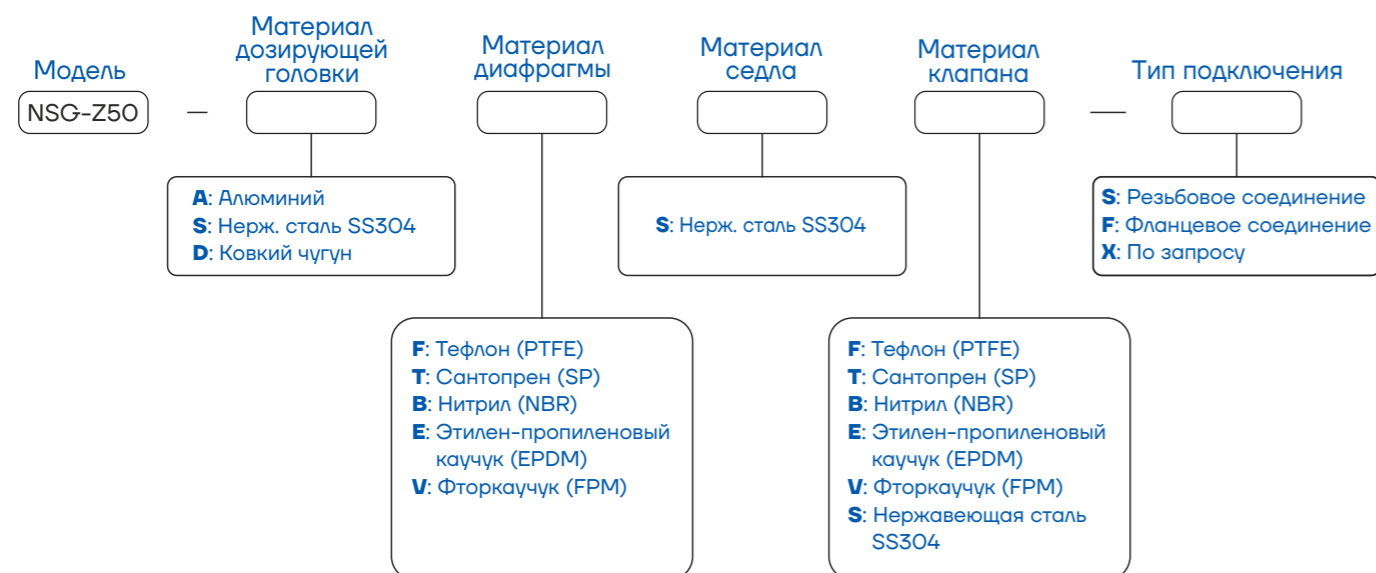 Модель
NSG-Z50
—
Материал
дозирующей
головки
Материал
диафрагмы
Материал
седла
Материал
клапана
—
Тип подключения
A: Алюминий
S: Нерж. сталь SS304
D: Ковкий чугун
S: Нерж. сталь SS304
S: Резьбовое соединение
F: Фланцевое соединение
X: По запросу
F: Тефлон (PTFE)
T: Сантопрен (SP)
B: Нитрил (NBR)
E: Этилен-пропиленовый
каучук (EPDM)
V: Фторкаучук (FPM)
F: Тефлон (PTFE)
T: Сантопрен (SP)
B: Нитрил (NBR)
E: Этилен-пропиленовый
каучук (EPDM)
V: Фторкаучук (FPM)
S: Нержавеющая сталь
SS304